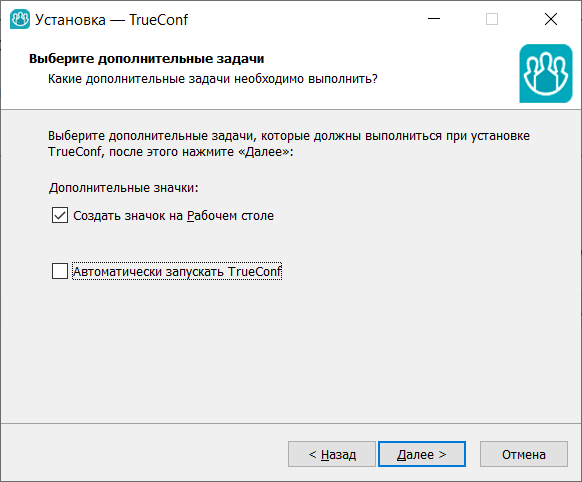 Установка — TrueConf
Выберите дополнительные задачи
Какие дополнительные задачи необходимо выполнить?
Выберите дополнительные задачи, которые должны выполниться при установке
TrueConf, после этого нажмите «Далее»:
Дополнительные значки:
Создать значок на Рабочем столе
Автоматически запускать TrueConf
< Назад
Далее >
Отмена